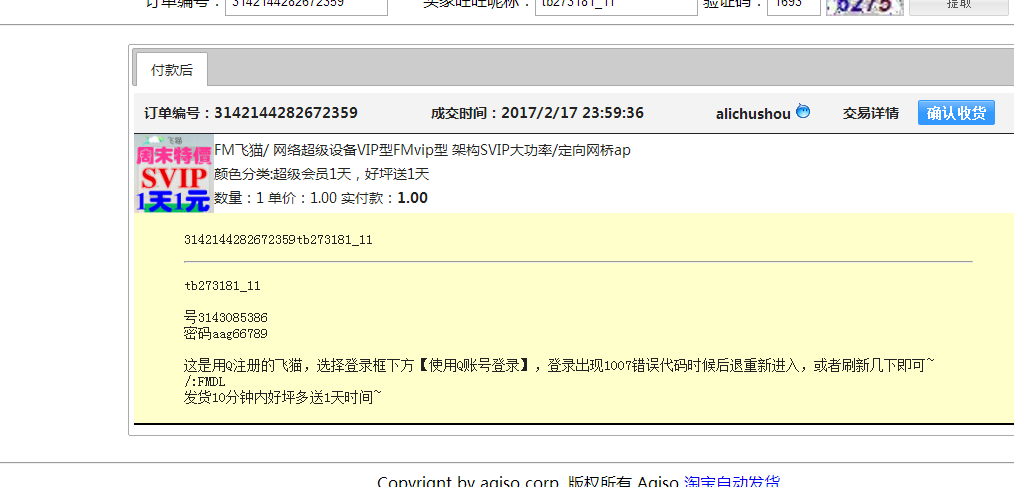 订单编号：3142144282672359 买家旺旺昵称：tb273181_11 验证码：1693 6275 提取
付款后
订单编号：3142144282672359 成交时间：2017/2/17 23:59:36 alichushou 交易详情 确认收货
飞猫
周末特價
SVIP
1天1元
FM飞猫/ 网络超级设备VIP型FMvip型 架构SVIP大功率/定向网桥ap
颜色分类:超级会员1天，好坪送1天
数量：1 单价：1.00 实付款：1.00
3142144282672359tb273181_11
tb273181_11
号3143085386
密码aag66789
这是用Q注册的飞猫，选择登录框下方【使用Q账号登录】，登录出现1007错误代码时候后退重新进入，或者刷新几下即可~
/:FMDL
发货10分钟内好坪多送1天时间~
Copyright by agiso corp. 版权所有 Agiso 淘宝自动发货